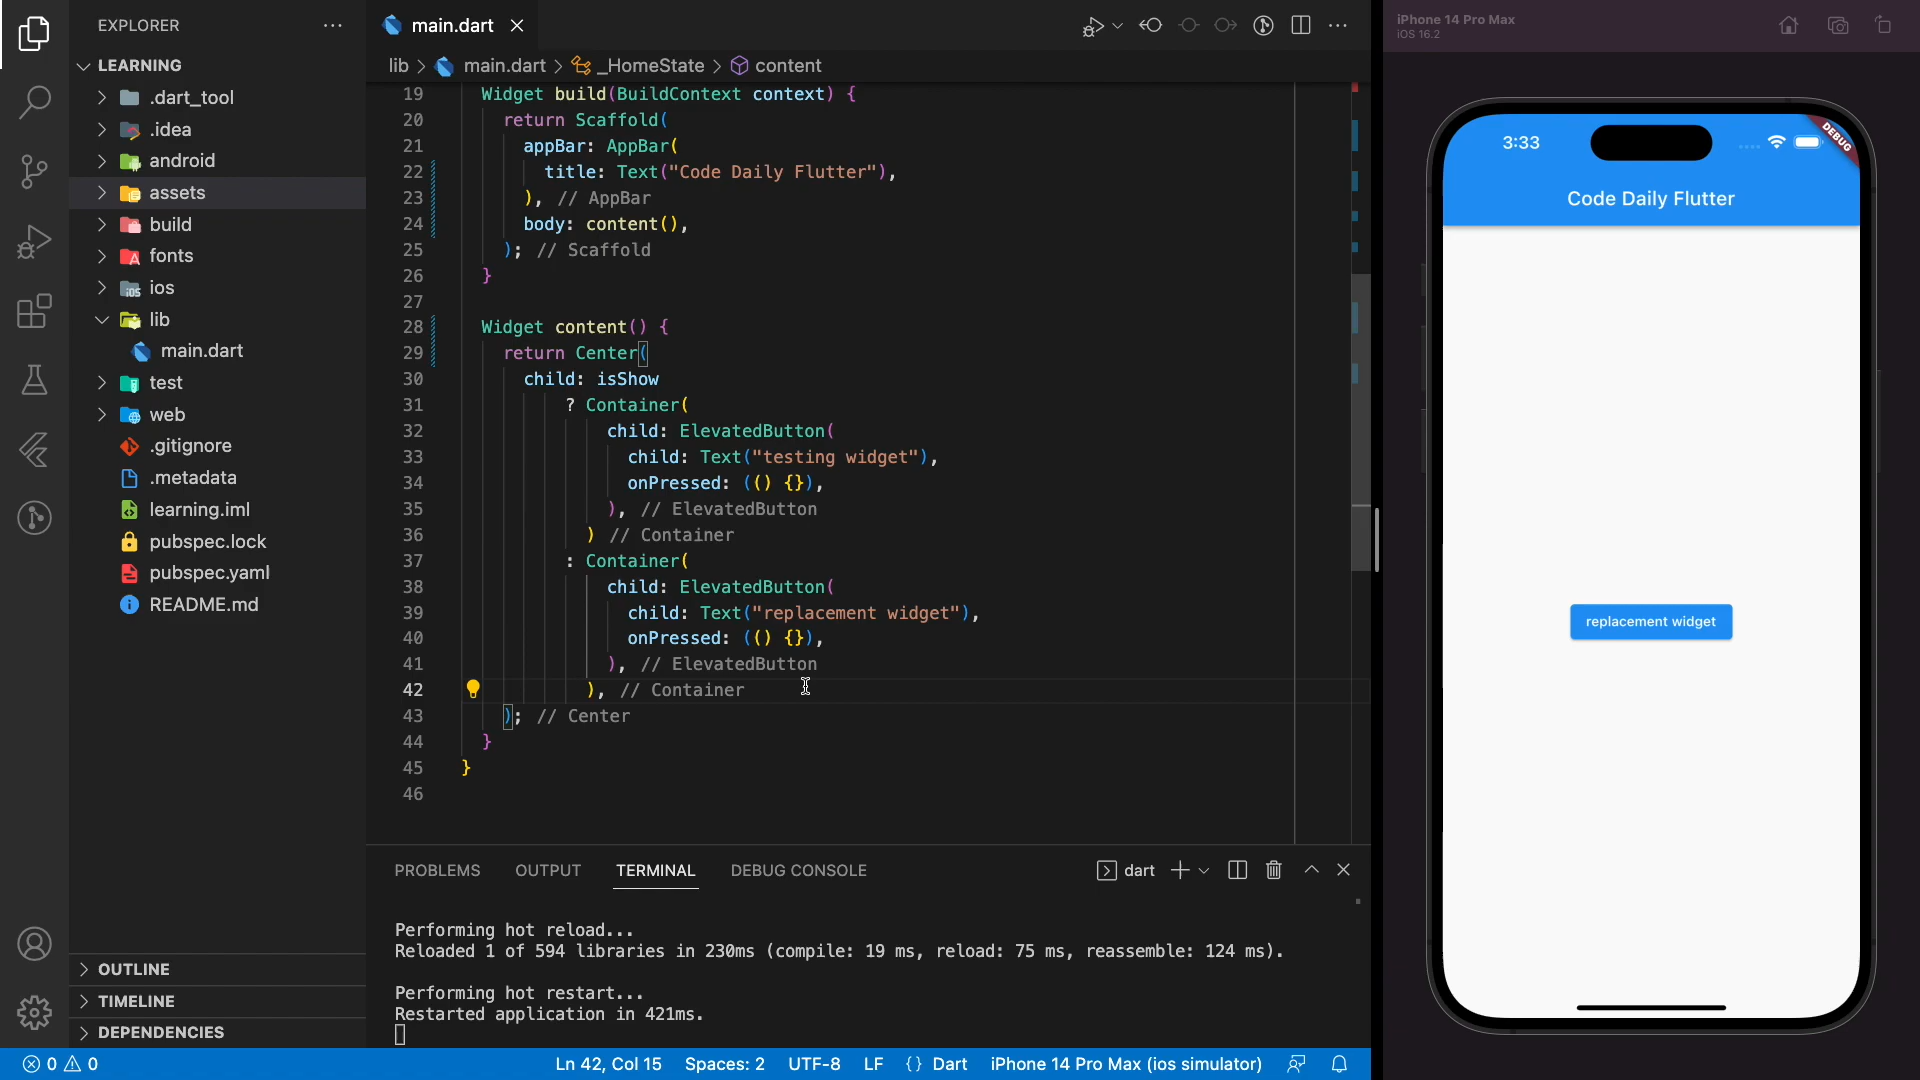 EXPLORER
LEARNING
.dart_tool
.idea
android
assets
build
fonts
ios
lib
main.dart
test
web
.gitignore
.metadata
learning.iml
pubspec.lock
pubspec.yaml
README.md
OUTLINE
TIMELINE
DEPENDENCIES
main.dart
lib > main.dart > _HomeState > content
19 Widget build(BuildContext context) {
20 return Scaffold(
21 appBar: AppBar(
22 title: Text("Code Daily Flutter"),
23 ), // AppBar
24 body: content(),
25 ); // Scaffold
26 }
27
28 Widget content() {
29 return Center(
30 child: isShow
31 ? Container(
32 child: ElevatedButton(
33 child: Text("testing widget"),
34 onPressed: (() {}),
35 ), // ElevatedButton
36 ) // Container
37 : Container(
38 child: ElevatedButton(
39 child: Text("replacement widget"),
40 onPressed: (() {}),
41 ), // ElevatedButton
42 ), // Container
43 ); // Center
44 }
45 }
46
PROBLEMS OUTPUT TERMINAL DEBUG CONSOLE dart
Performing hot reload...
Reloaded 1 of 594 libraries in 230ms (compile: 19 ms, reload: 75 ms, reassemble: 124 ms).
Performing hot restart...
Restarted application in 421ms.
0 0 Ln 42, Col 15 Spaces: 2 UTF-8 LF {} Dart iPhone 14 Pro Max (ios simulator)
iPhone 14 Pro Max
iOS 16.2
3:33
DEBUG
Code Daily Flutter
replacement widget